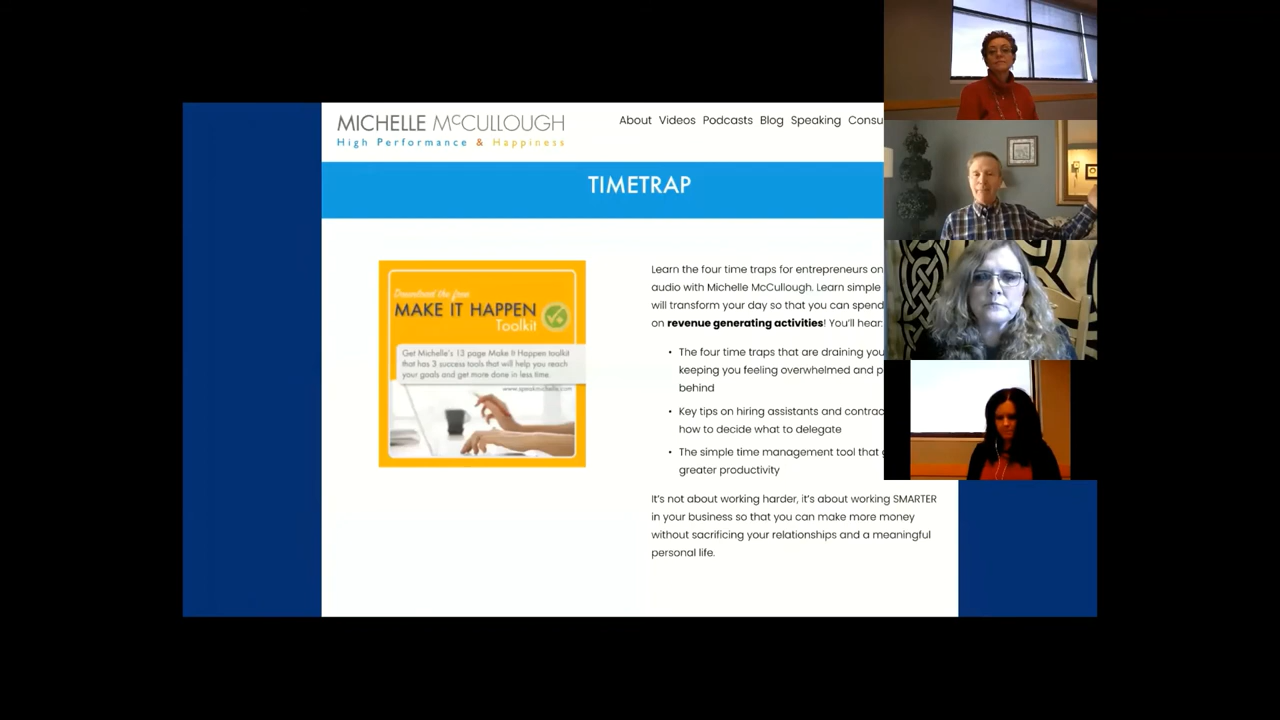 MICHELLE McCULLOUGH
High Performance & Happiness
About Videos Podcasts Blog Speaking Consu
TIMETRAP
Download the free
MAKE IT HAPPEN
Toolkit
Get Michelle's 13 page Make It Happen toolkit
that has 3 success tools that will help you reach
your goals and get more done in less time.
www.speakmichelle.com
Learn the four time traps for entrepreneurs on
audio with Michelle McCullough. Learn simple
will transform your day so that you can spend
on revenue generating activities! You'll hear:
• The four time traps that are draining you
keeping you feeling overwhelmed and p
behind
• Key tips on hiring assistants and contrac
how to decide what to delegate
• The simple time management tool that g
greater productivity
It's not about working harder, it's about working SMARTER
in your business so that you can make more money
without sacrificing your relationships and a meaningful
personal life.